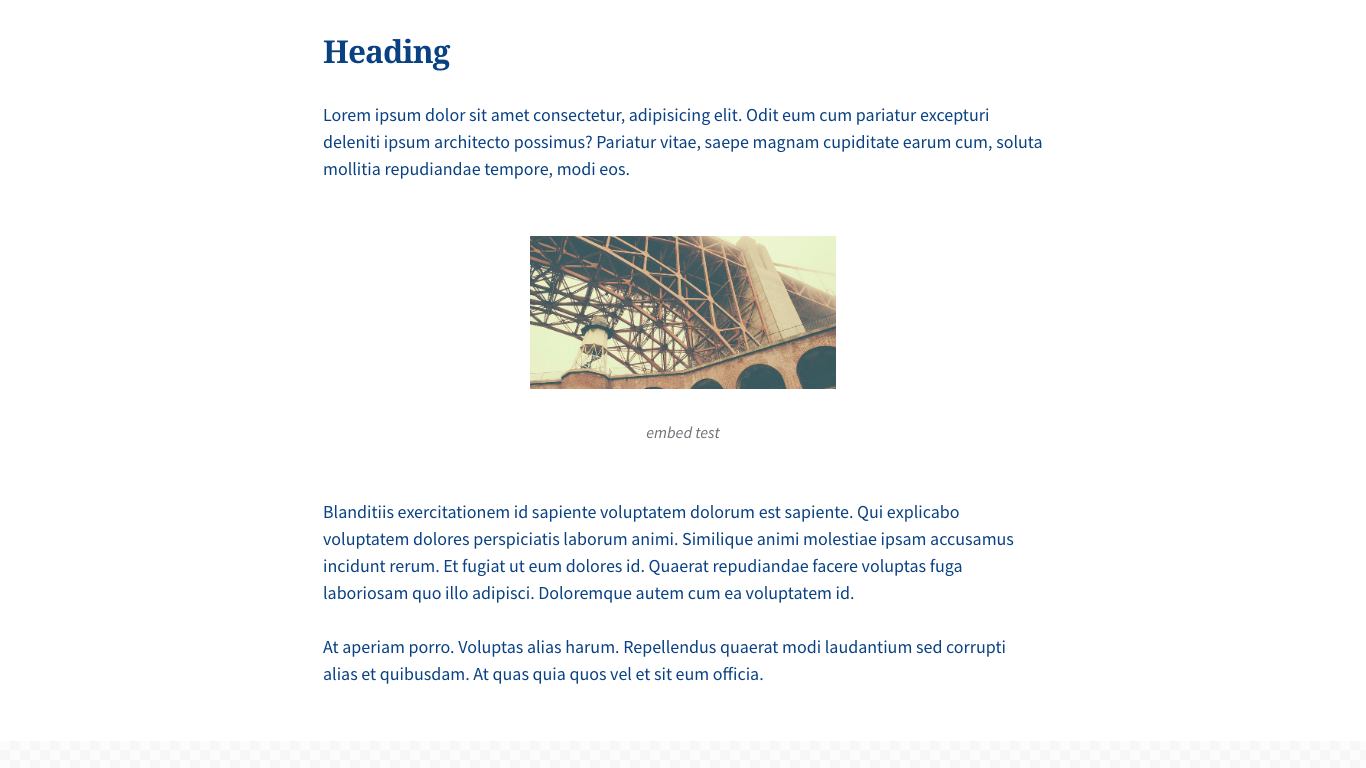 Heading
Lorem ipsum dolor sit amet consectetur, adipisicing elit. Odit eum cum pariatur excepturi
deleniti ipsum architecto possimus? Pariatur vitae, saepe magnam cupiditate earum cum, soluta
mollitia repudiandae tempore, modi eos.
embed test
Blanditiis exercitationem id sapiente voluptatem dolorum est sapiente. Qui explicabo
voluptatem dolores perspiciatis laborum animi. Similique animi molestiae ipsam accusamus
incidunt rerum. Et fugiat ut eum dolores id. Quaerat repudiandae facere voluptas fuga
laboriosam quo illo adipisci. Doloremque autem cum ea voluptatem id.
At aperiam porro. Voluptas alias harum. Repellendus quaerat modi laudantium sed corrupti
alias et quibusdam. At quas quia quos vel et sit eum officia.